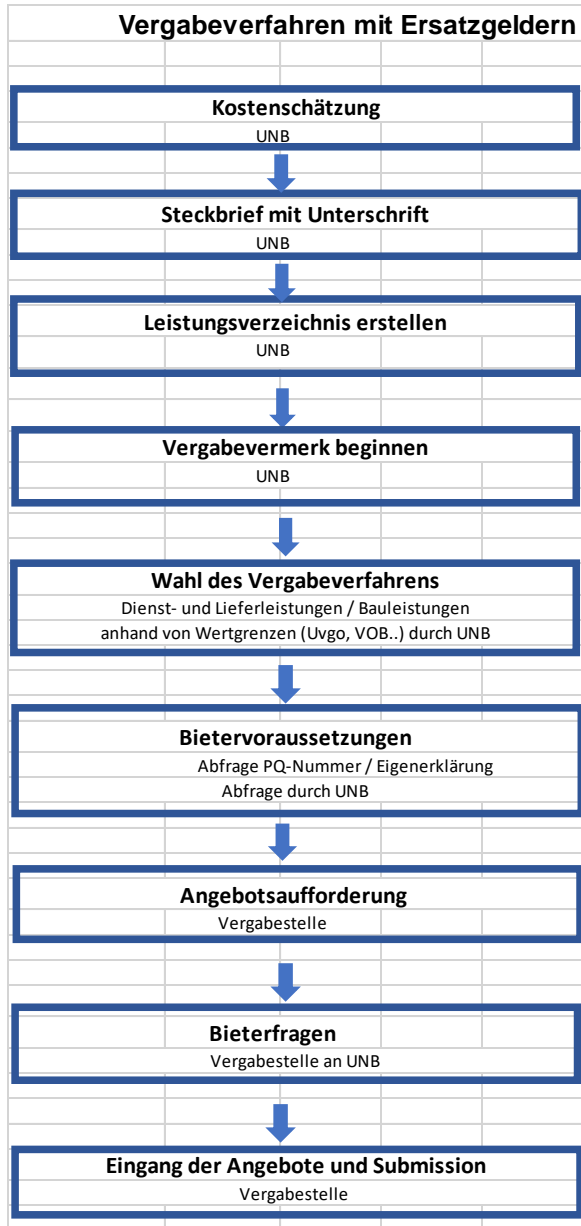 Vergabeverfahren mit Ersatzgeldern
Kostenschätzung
UNB
Steckbrief mit Unterschrift
UNB
Leistungsverzeichnis erstellen
UNB
Vergabevermerk beginnen
UNB
Wahl des Vergabeverfahrens
Dienst- und Lieferleistungen / Bauleistungen
anhand von Wertgrenzen (Uvgo, VOB..) durch UNB
Bietervoraussetzungen
Abfrage PQ-Nummer / Eigenerklärung
Abfrage durch UNB
Angebotsaufforderung
Vergabestelle
Bieterfragen
Vergabestelle an UNB
Eingang der Angebote und Submission
Vergabestelle